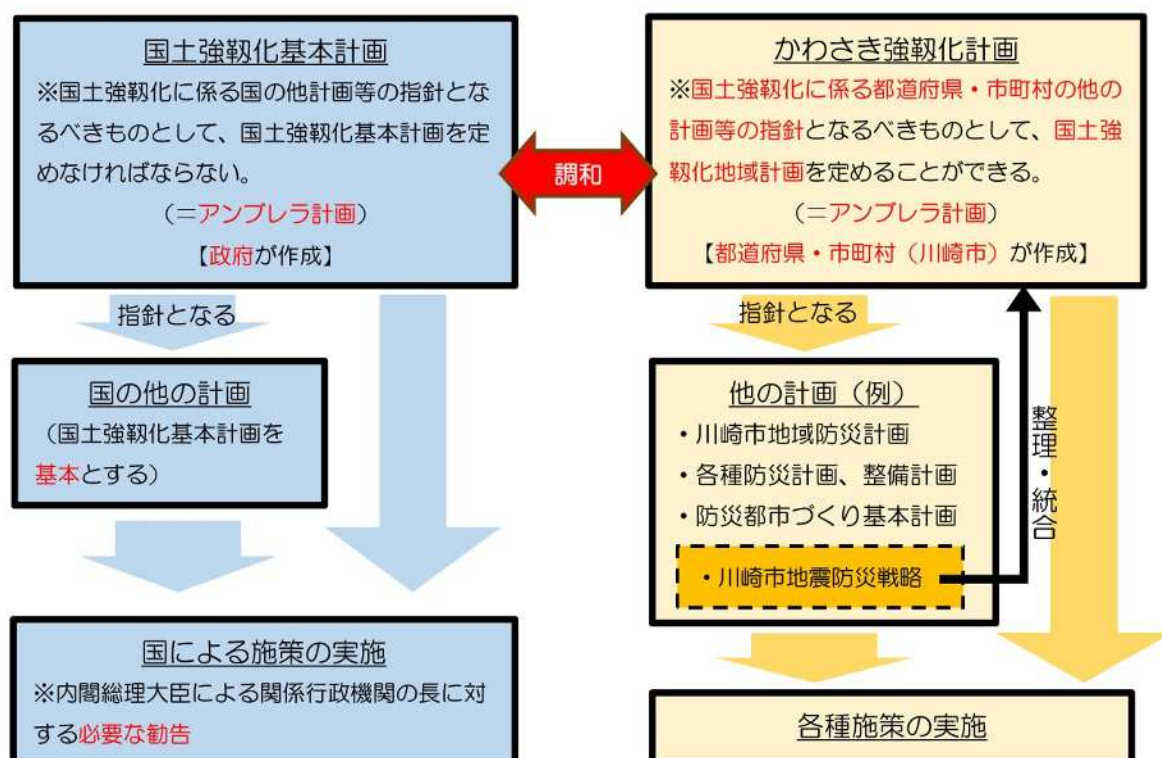 国土強靱化基本計画
※国土強靱化に係る国の他計画等の指針とな
るべきものとして、国土強靱化基本計画を定
めなければならない。
(=アンブレラ計画)
【政府が作成】
調和
かわさき強靱化計画
※国土強靱化に係る都道府県・市町村の他の
計画等の指針となるべきものとして、国土強
靱化地域計画を定めることができる。
(=アンブレラ計画)
【都道府県・市町村(川崎市)が作成】
指針となる
国の他の計画
(国土強靱化基本計画を
基本とする)
国による施策の実施
※内閣総理大臣による関係行政機関の長に対
する必要な勧告
指針となる
他の計画(例)
・川崎市地域防災計画
・各種防災計画、整備計画
・防災都市づくり基本計画
・川崎市地震防災戦略
整理・統合
各種施策の実施